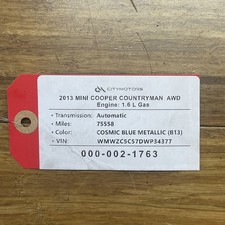 CITYMOTORS
2013 MINI COOPER COUNTRYMAN AWD
Engine: 1.6 L Gas
• Transmission: Automatic
• Miles: 75558
• Color: COSMIC BLUE METALLIC (B13)
• VIN: WMWZC5C57DWP34377
000-002-1763